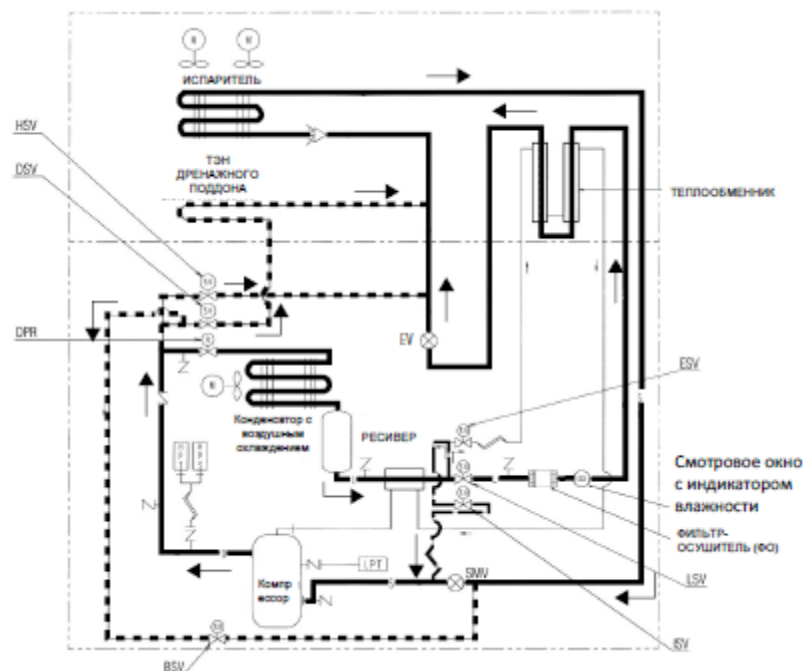 M
M
ИСПАРИТЕЛЬ
HSV
ТЭН
ДРЕНАЖНОГО
ПОДДОНА
DSV
ТЕПЛООБМЕННИК
DPR
EV
ESV
M
Конденсатор с
воздушным
охлаждением
РЕСИВЕР
Смотровое окно
с индикатором
влажности
ФИЛЬТР-
ОСУШИТЕЛЬ (ФО)
LPT
SMV
LSV
Компр
ессор
ISV
BSV